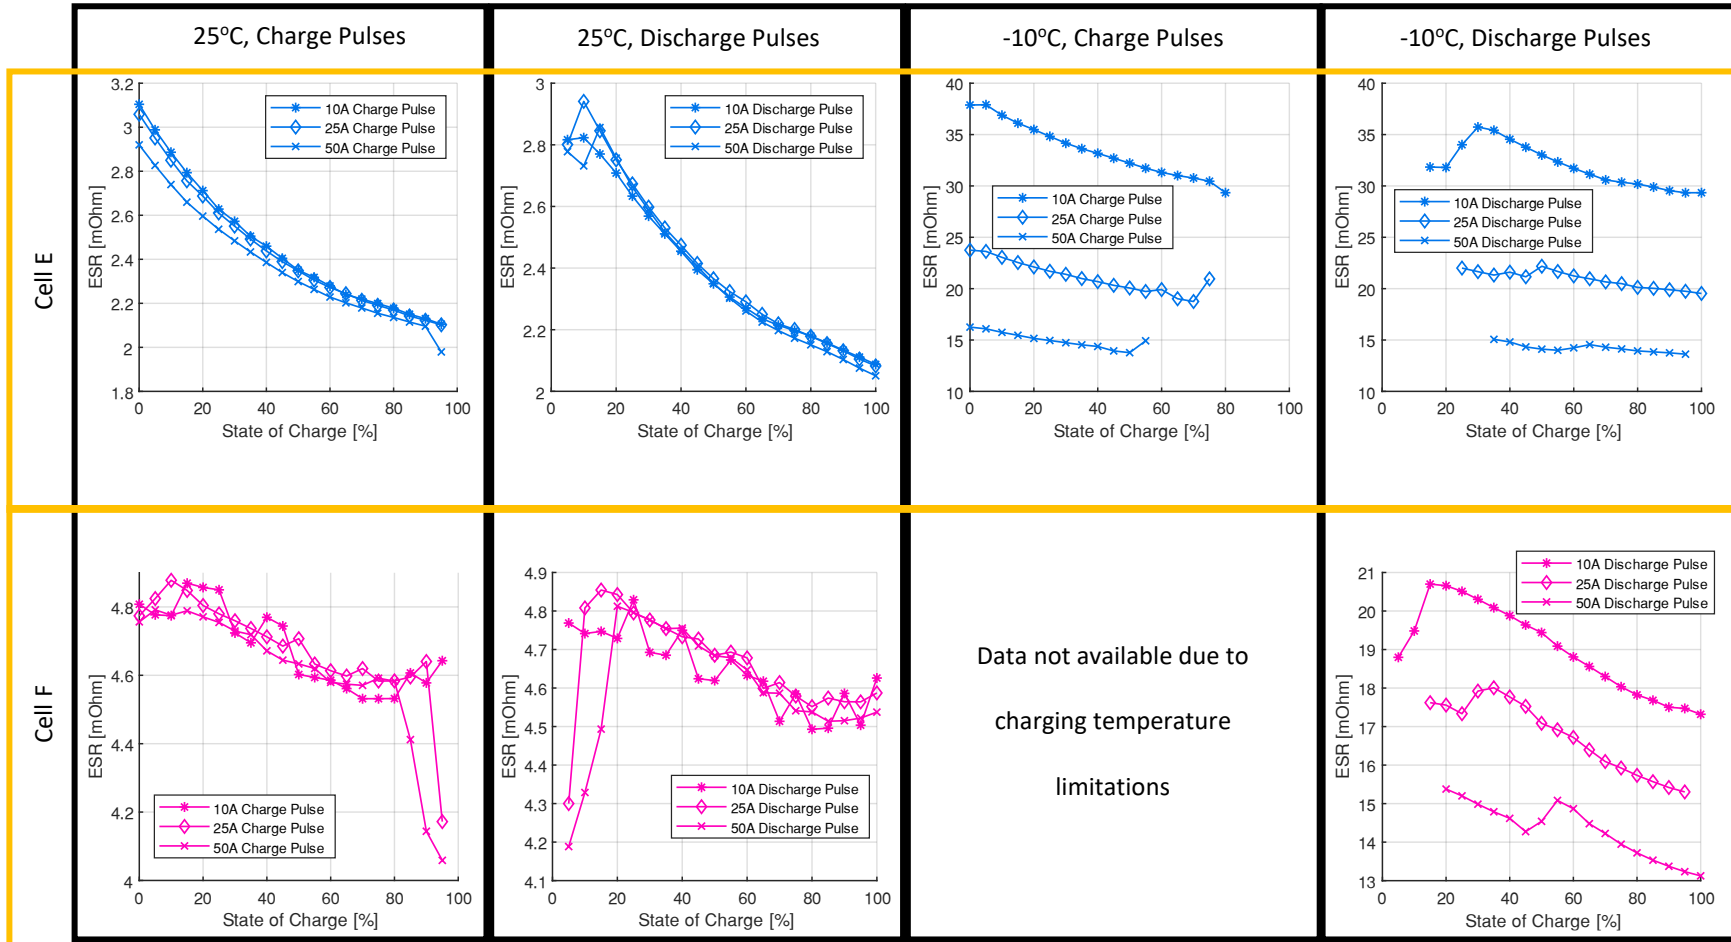 25°C, Charge Pulses
25°C, Discharge Pulses
-10°C, Charge Pulses
-10°C, Discharge Pulses
Cell E
3.2
3
2.8
2.6
2.4
2.2
2
1.8
ESR [mOhm]
10A Charge Pulse
25A Charge Pulse
50A Charge Pulse
0 20 40 60 80 100
State of Charge [%]
3
2.8
2.6
2.4
2.2
2
ESR [mOhm]
10A Discharge Pulse
25A Discharge Pulse
50A Discharge Pulse
0 20 40 60 80 100
State of Charge [%]
40
35
30
25
20
15
10
ESR [mOhm]
10A Charge Pulse
25A Charge Pulse
50A Charge Pulse
0 20 40 60 80 100
State of Charge [%]
40
35
30
25
20
15
10
ESR [mOhm]
10A Discharge Pulse
25A Discharge Pulse
50A Discharge Pulse
0 20 40 60 80 100
State of Charge [%]
Cell F
4.8
4.6
4.4
4.2
4
ESR [mOhm]
10A Charge Pulse
25A Charge Pulse
50A Charge Pulse
0 20 40 60 80 100
State of Charge [%]
4.9
4.8
4.7
4.6
4.5
4.4
4.3
4.2
4.1
ESR [mOhm]
10A Discharge Pulse
25A Discharge Pulse
50A Discharge Pulse
0 20 40 60 80 100
State of Charge [%]
Data not available due to
charging temperature
limitations
21
20
19
18
17
16
15
14
13
ESR [mOhm]
10A Discharge Pulse
25A Discharge Pulse
50A Discharge Pulse
0 20 40 60 80 100
State of Charge [%]